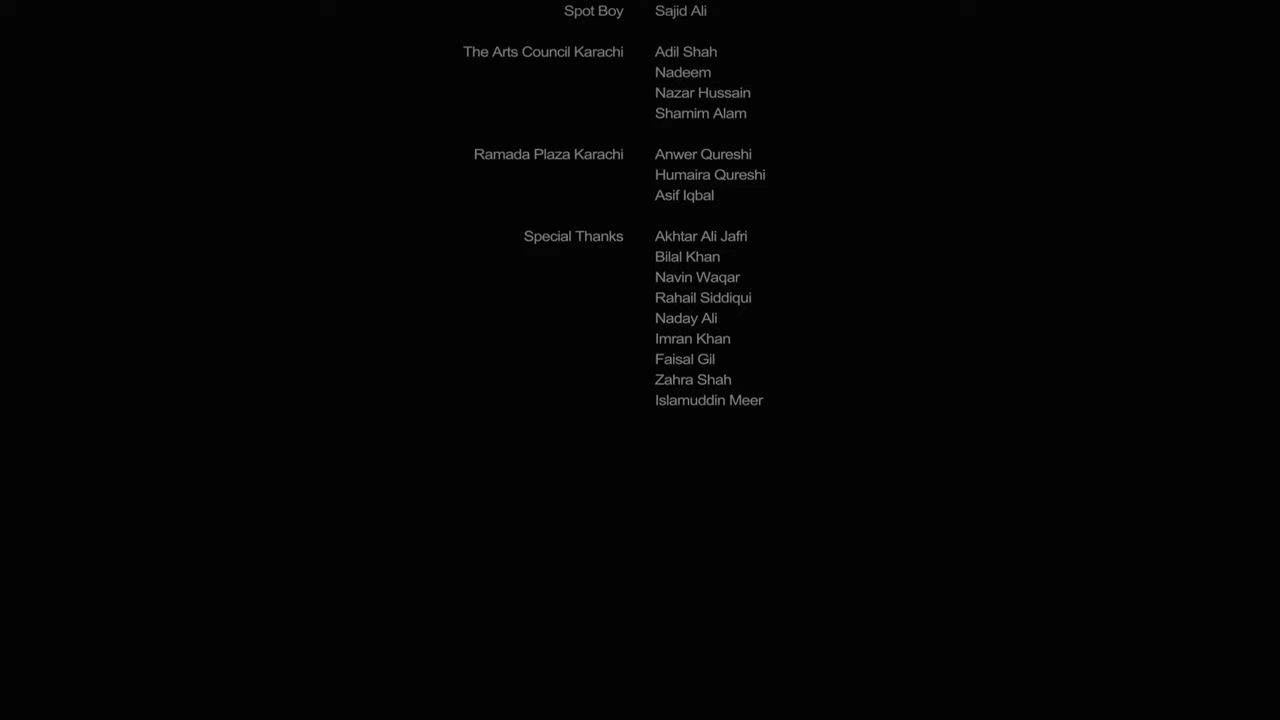 Spot Boy Sajid Ali
The Arts Council Karachi Adil Shah
Nadeem
Nazar Hussain
Shamim Alam
Ramada Plaza Karachi Anwer Qureshi
Humaira Qureshi
Asif Iqbal
Special Thanks Akhtar Ali Jafri
Bilal Khan
Navin Waqar
Rahail Siddiqui
Naday Ali
Imran Khan
Faisal Gil
Zahra Shah
Islamuddin Meer